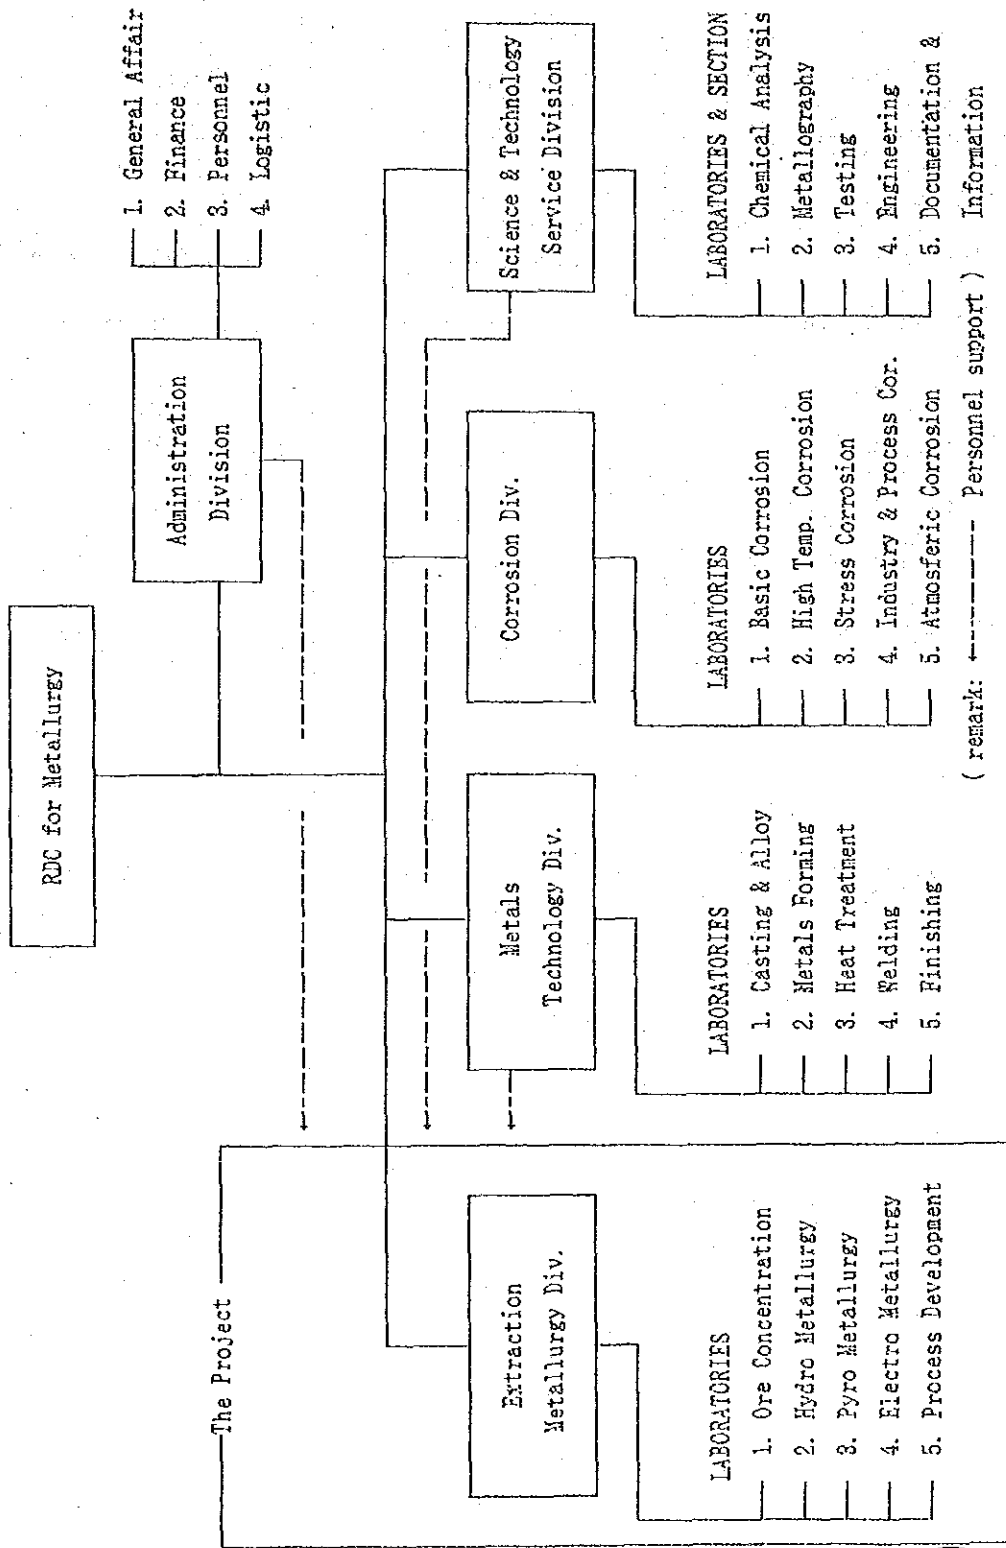 RDC for Metallurgy
Administration
Division
1. General Affair
2. Finance
3. Personnel
4. Logistic
The Project
Extraction
Metallurgy Div.
Metals
Technology Div.
Corrosion Div.
Science & Technology
Service Division
LABORATORIES
1. Ore Concentration
2. Hydro Metallurgy
3. Pyro Metallurgy
4. Electro Metallurgy
5. Process Development
LABORATORIES
1. Casting & Alloy
2. Metals Forming
3. Heat Treatment
4. Welding
5. Finishing
LABORATORIES
1. Basic Corrosion
2. High Temp. Corrosion
3. Stress Corrosion
4. Industry & Process Cor.
5. Atmosferic Corrosion
LABORATORIES & SECTION
1. Chemical Analysis
2. Metallography
3. Testing
4. Engineering
5. Documentation &
Information
( remark: ←------- Personnel support )